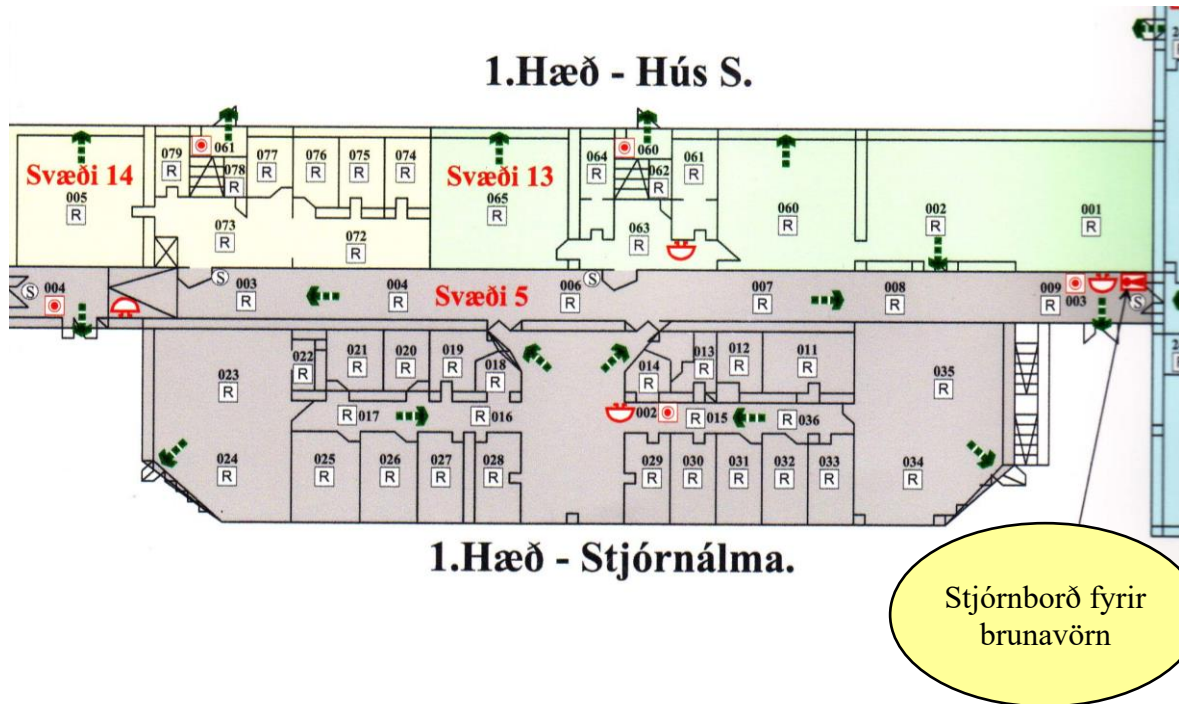 1.Hæð - Hús S.
079
R
061
078
R
077
R
076
R
075
R
074
R
Svæði 14
005
R
073
R
072
R
Svæði 13
065
R
064
R
060
062
R
061
R
063
R
060
R
002
R
001
R
004
S
S
003
R
004
R
Svæði 5
006
R
S
007
R
008
R
009
R
003
S
023
R
022
R
021
R
020
R
019
R
018
R
014
R
013
R
012
R
011
R
035
R
R 017
R 016
002
R 015
R 036
024
R
025
R
026
R
027
R
028
R
029
R
030
R
031
R
032
R
033
R
034
R
1.Hæð - Stjórnálma.
Stjórnborð fyrir
brunavörn